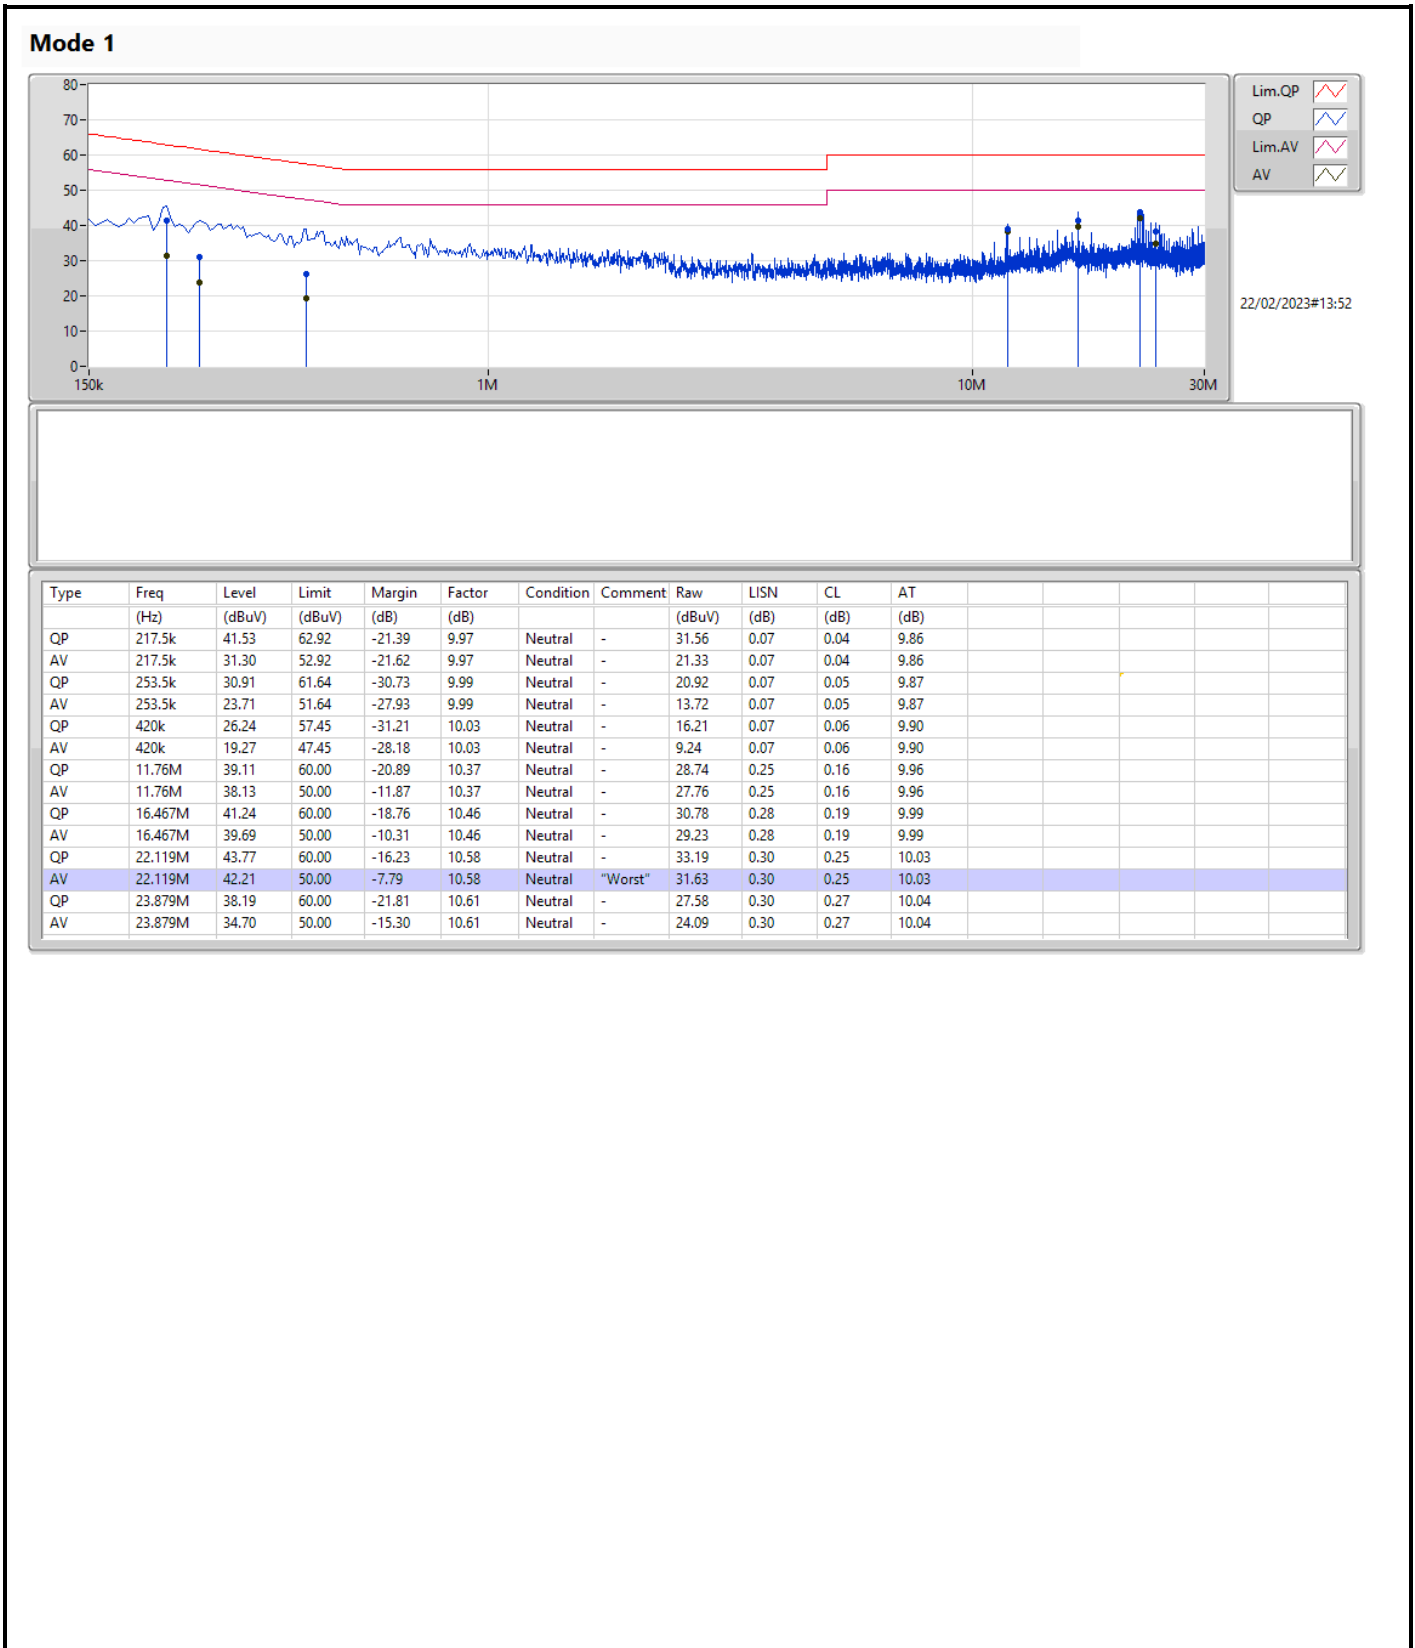 Mode 1
80
70
60
50
40
30
20
10
0
150k 1M 10M 30M
Lim.QP
QP
Lim.AV
AV
22/02/2023#13:52
Type Freq Level Limit Margin Factor Condition Comment Raw LISN CL AT
(Hz) (dBuV) (dBuV) (dB) (dB) (dBuV) (dB) (dB) (dB)
QP 217.5k 41.53 62.92 -21.39 9.97 Neutral - 31.56 0.07 0.04 9.86
AV 217.5k 31.30 52.92 -21.62 9.97 Neutral - 21.33 0.07 0.04 9.86
QP 253.5k 30.91 61.64 -30.73 9.99 Neutral - 20.92 0.07 0.05 9.87
AV 253.5k 23.71 51.64 -27.93 9.99 Neutral - 13.72 0.07 0.05 9.87
QP 420k 26.24 57.45 -31.21 10.03 Neutral - 16.21 0.07 0.06 9.90
AV 420k 19.27 47.45 -28.18 10.03 Neutral - 9.24 0.07 0.06 9.90
QP 11.76M 39.11 60.00 -20.89 10.37 Neutral - 28.74 0.25 0.16 9.96
AV 11.76M 38.13 50.00 -11.87 10.37 Neutral - 27.76 0.25 0.16 9.96
QP 16.467M 41.24 60.00 -18.76 10.46 Neutral - 30.78 0.28 0.19 9.99
AV 16.467M 39.69 50.00 -10.31 10.46 Neutral - 29.23 0.28 0.19 9.99
QP 22.119M 43.77 60.00 -16.23 10.58 Neutral - 33.19 0.30 0.25 10.03
AV 22.119M 42.21 50.00 -7.79 10.58 Neutral "Worst" 31.63 0.30 0.25 10.03
QP 23.879M 38.19 60.00 -21.81 10.61 Neutral - 27.58 0.30 0.27 10.04
AV 23.879M 34.70 50.00 -15.30 10.61 Neutral - 24.09 0.30 0.27 10.04